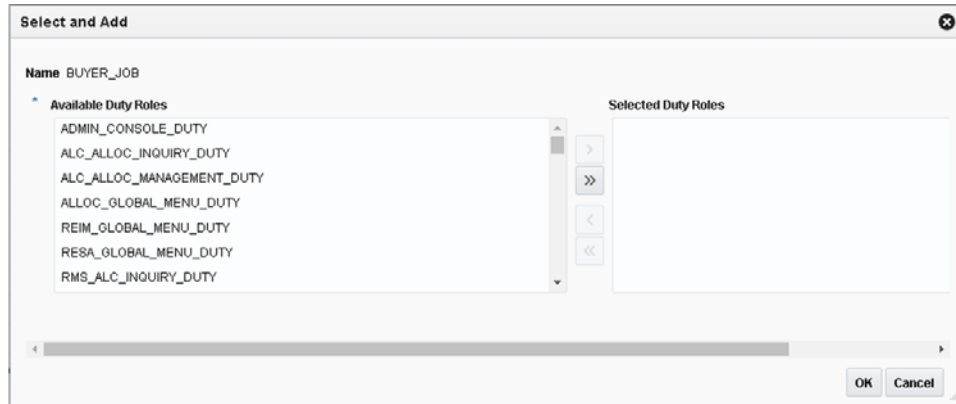 Select and Add
Name BUYER_JOB
Available Duty Roles
Selected Duty Roles
ADMIN_CONSOLE_DUTY
ALC_ALLOC_INQUIRY_DUTY
ALC_ALLOC_MANAGEMENT_DUTY
ALLOC_GLOBAL_MENU_DUTY
REIM_GLOBAL_MENU_DUTY
RESA_GLOBAL_MENU_DUTY
RMS_ALC_INQUIRY_DUTY
OK Cancel